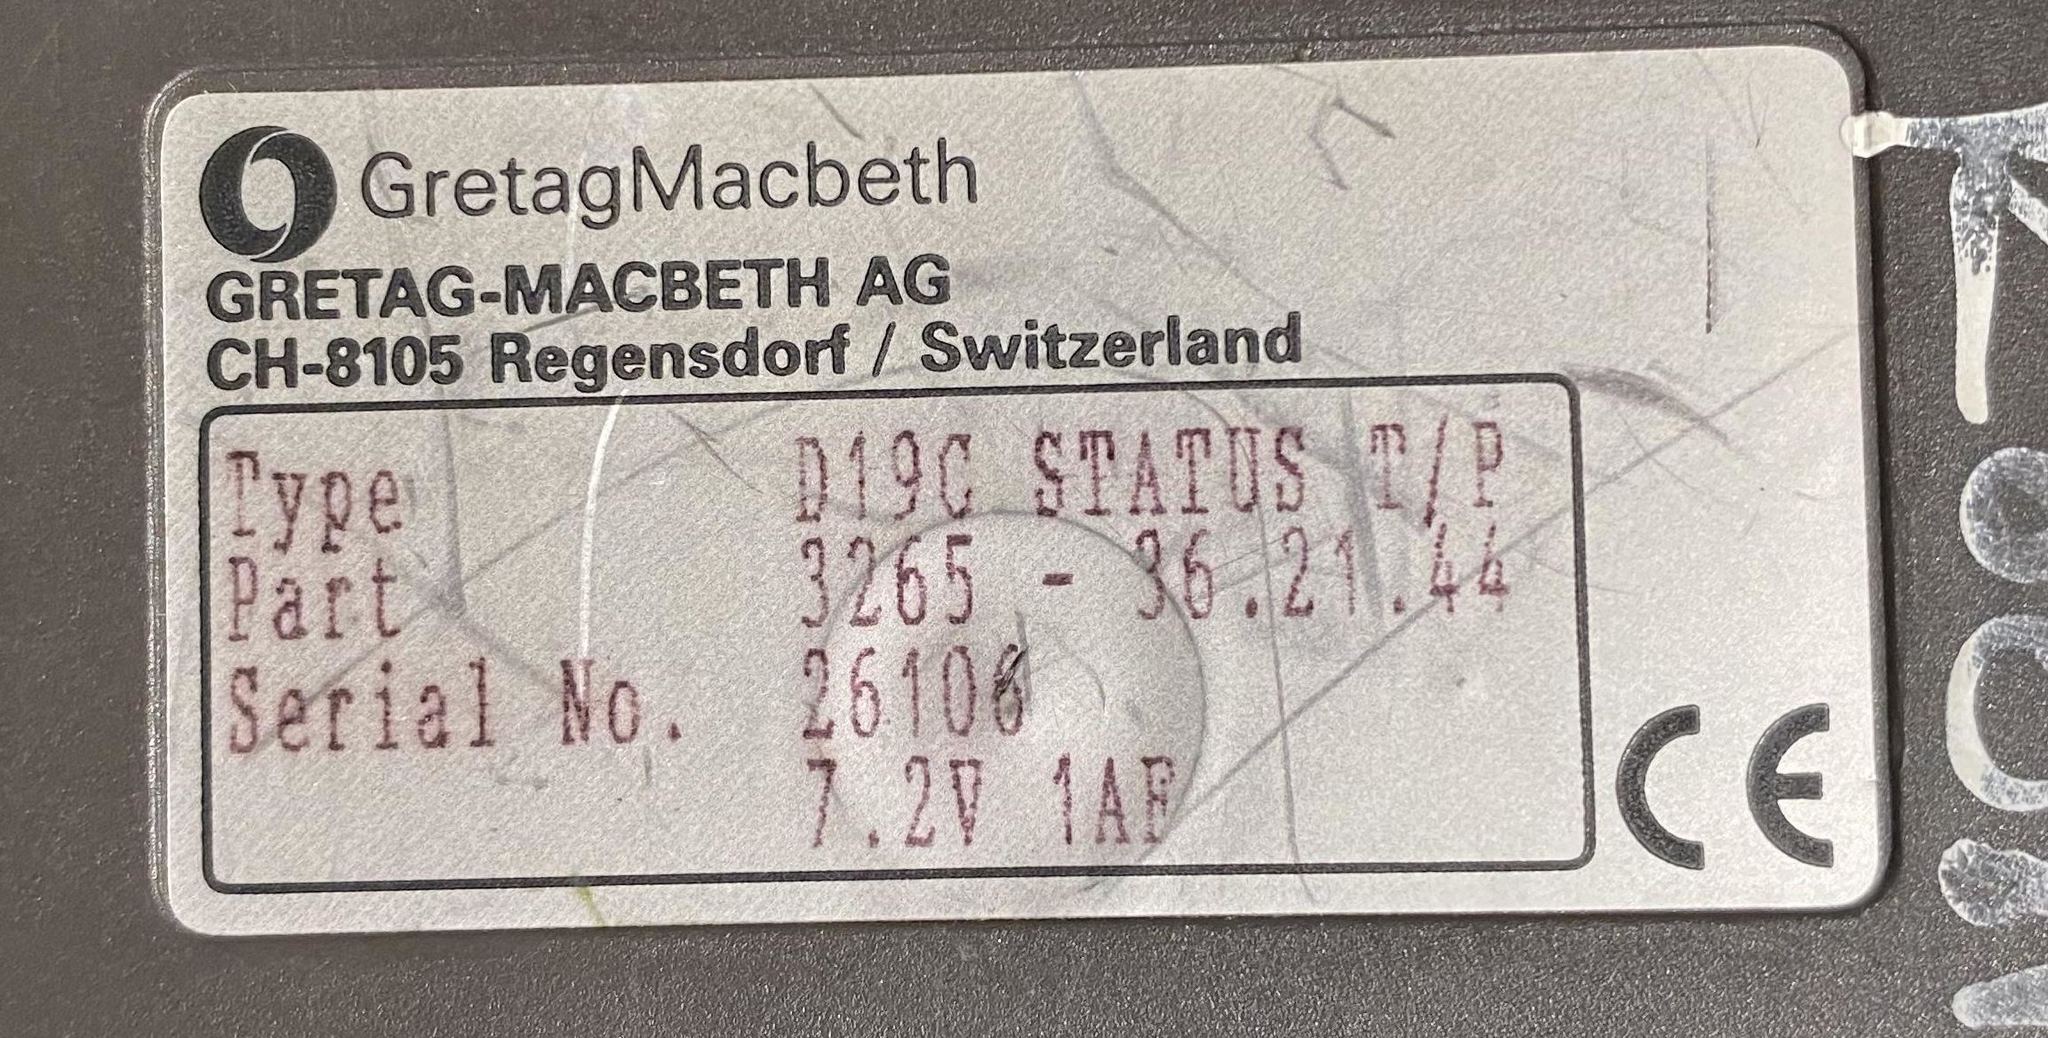 GretagMacbeth
GRETAG-MACBETH AG
CH-8105 Regensdorf / Switzerland
Type D19C STATUS T/P
Part 3265 - 36.21.44
Serial No. 26106
7.2V 1AF
CE